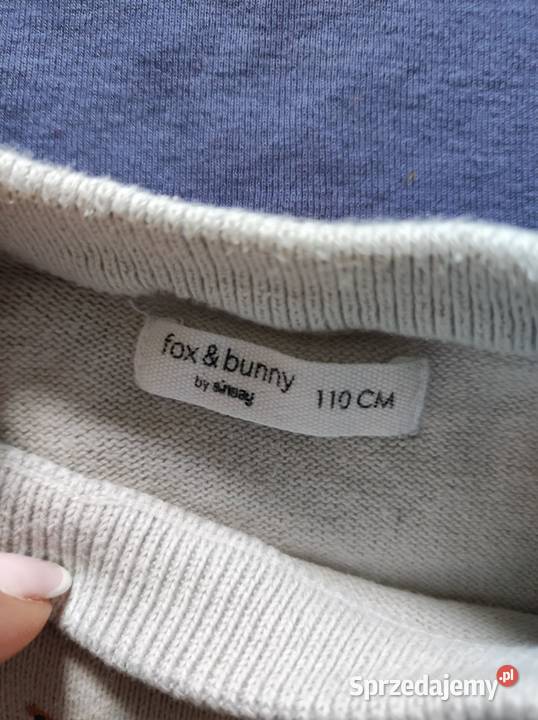 fox & bunny
by sinsay
110 CM
Sprzedajemy.pl